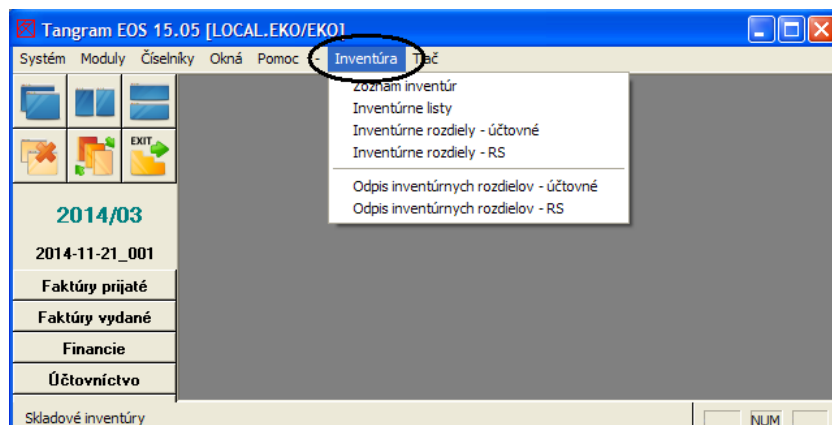 Tangram EOS 15.05 [LOCAL.EKO/EKO]
Systém Moduly Číselníky Okná Pomoc -- Inventúra Tlač
Zoznam inventúr
Inventúrne listy
Inventúrne rozdiely - účtovné
Inventúrne rozdiely - RS
Odpis inventúrnych rozdielov - účtovné
Odpis inventúrnych rozdielov - RS
EXIT
2014/03
2014-11-21_001
Faktúry prijaté
Faktúry vydané
Financie
Účtovníctvo
Skladové inventúry
NUM